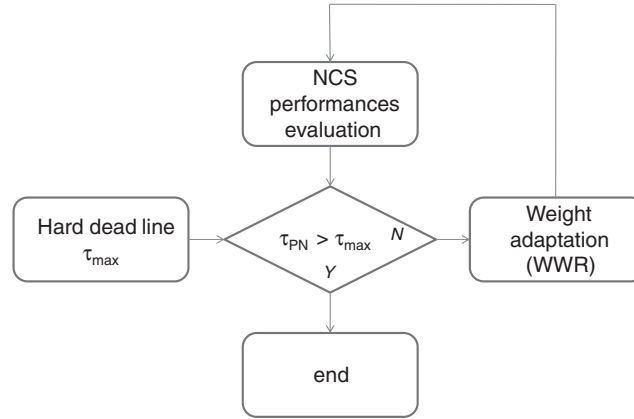 NCS
performances
evaluation
Hard dead line
τmax
τPN > τmax
N
Y
Weight
adaptation
(WWR)
end